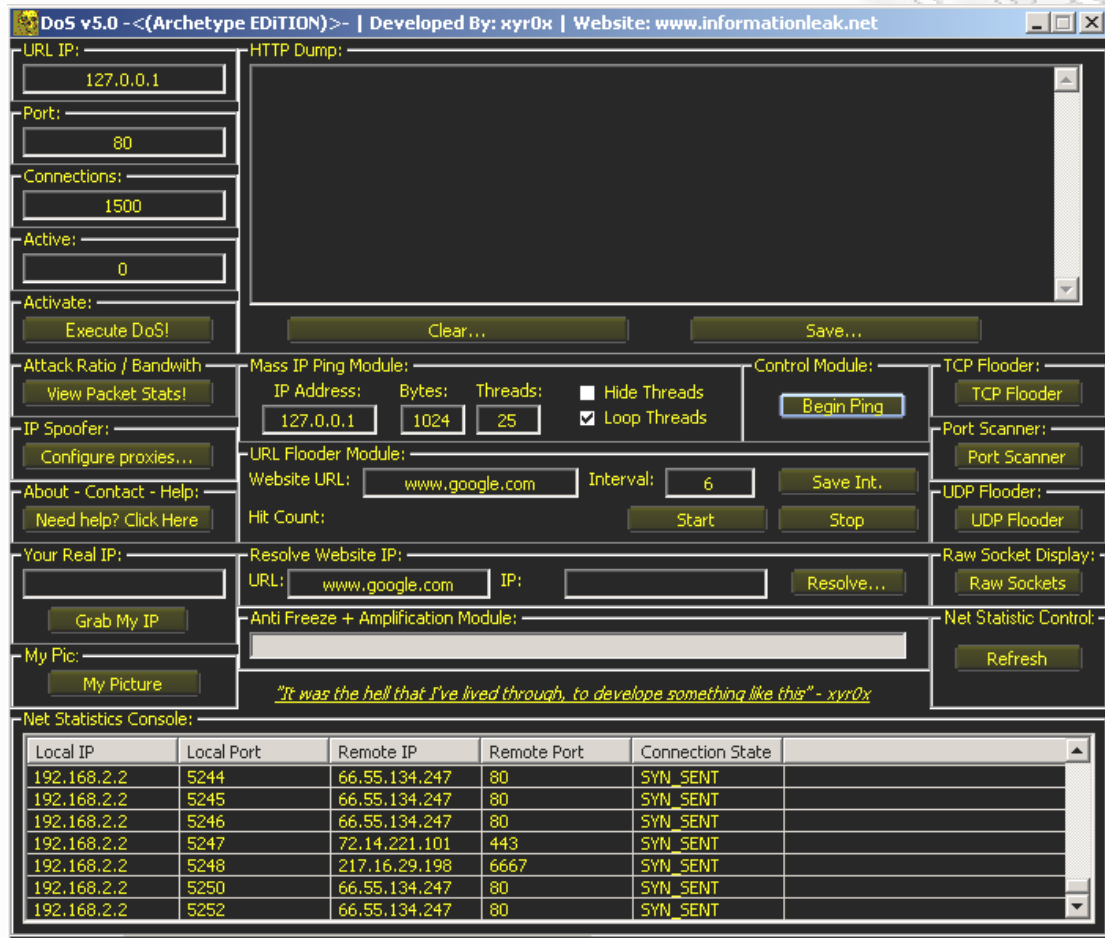 DoS v5.0 -<(Archetype EDiTION)>- | Developed By: xyr0x | Website: www.informationleak.net
URL IP:
127.0.0.1
Port:
80
Connections:
1500
Active:
0
Activate:
Execute DoS!
HTTP Dump:
Clear...
Save...
Attack Ratio / Bandwith
View Packet Stats!
IP Spoofer:
Configure proxies...
About - Contact - Help:
Need help? Click Here
Your Real IP:
Grab My IP
My Pic:
My Picture
Mass IP Ping Module:
IP Address: Bytes: Threads:
127.0.0.1 1024 25
Hide Threads
Loop Threads
Control Module:
Begin Ping
URL Flooder Module:
Website URL: www.google.com Interval: 6 Save Int.
Hit Count: Start Stop
Resolve Website IP:
URL: www.google.com IP: Resolve...
Anti Freeze + Amplification Module:
"It was the hell that I've lived through, to develope something like this" - xyr0x
TCP Flooder:
TCP Flooder
Port Scanner:
Port Scanner
UDP Flooder:
UDP Flooder
Raw Socket Display:
Raw Sockets
Net Statistic Control:
Refresh
Net Statistics Console:
Local IP Local Port Remote IP Remote Port Connection State
192.168.2.2 5244 66.55.134.247 80 SYN_SENT
192.168.2.2 5245 66.55.134.247 80 SYN_SENT
192.168.2.2 5246 66.55.134.247 80 SYN_SENT
192.168.2.2 5247 72.14.221.101 443 SYN_SENT
192.168.2.2 5248 217.16.29.198 6667 SYN_SENT
192.168.2.2 5250 66.55.134.247 80 SYN_SENT
192.168.2.2 5252 66.55.134.247 80 SYN_SENT